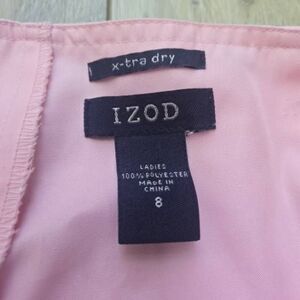 x-tra dry
IZOD
LADIES
100% POLYESTER
MADE IN
CHINA
8